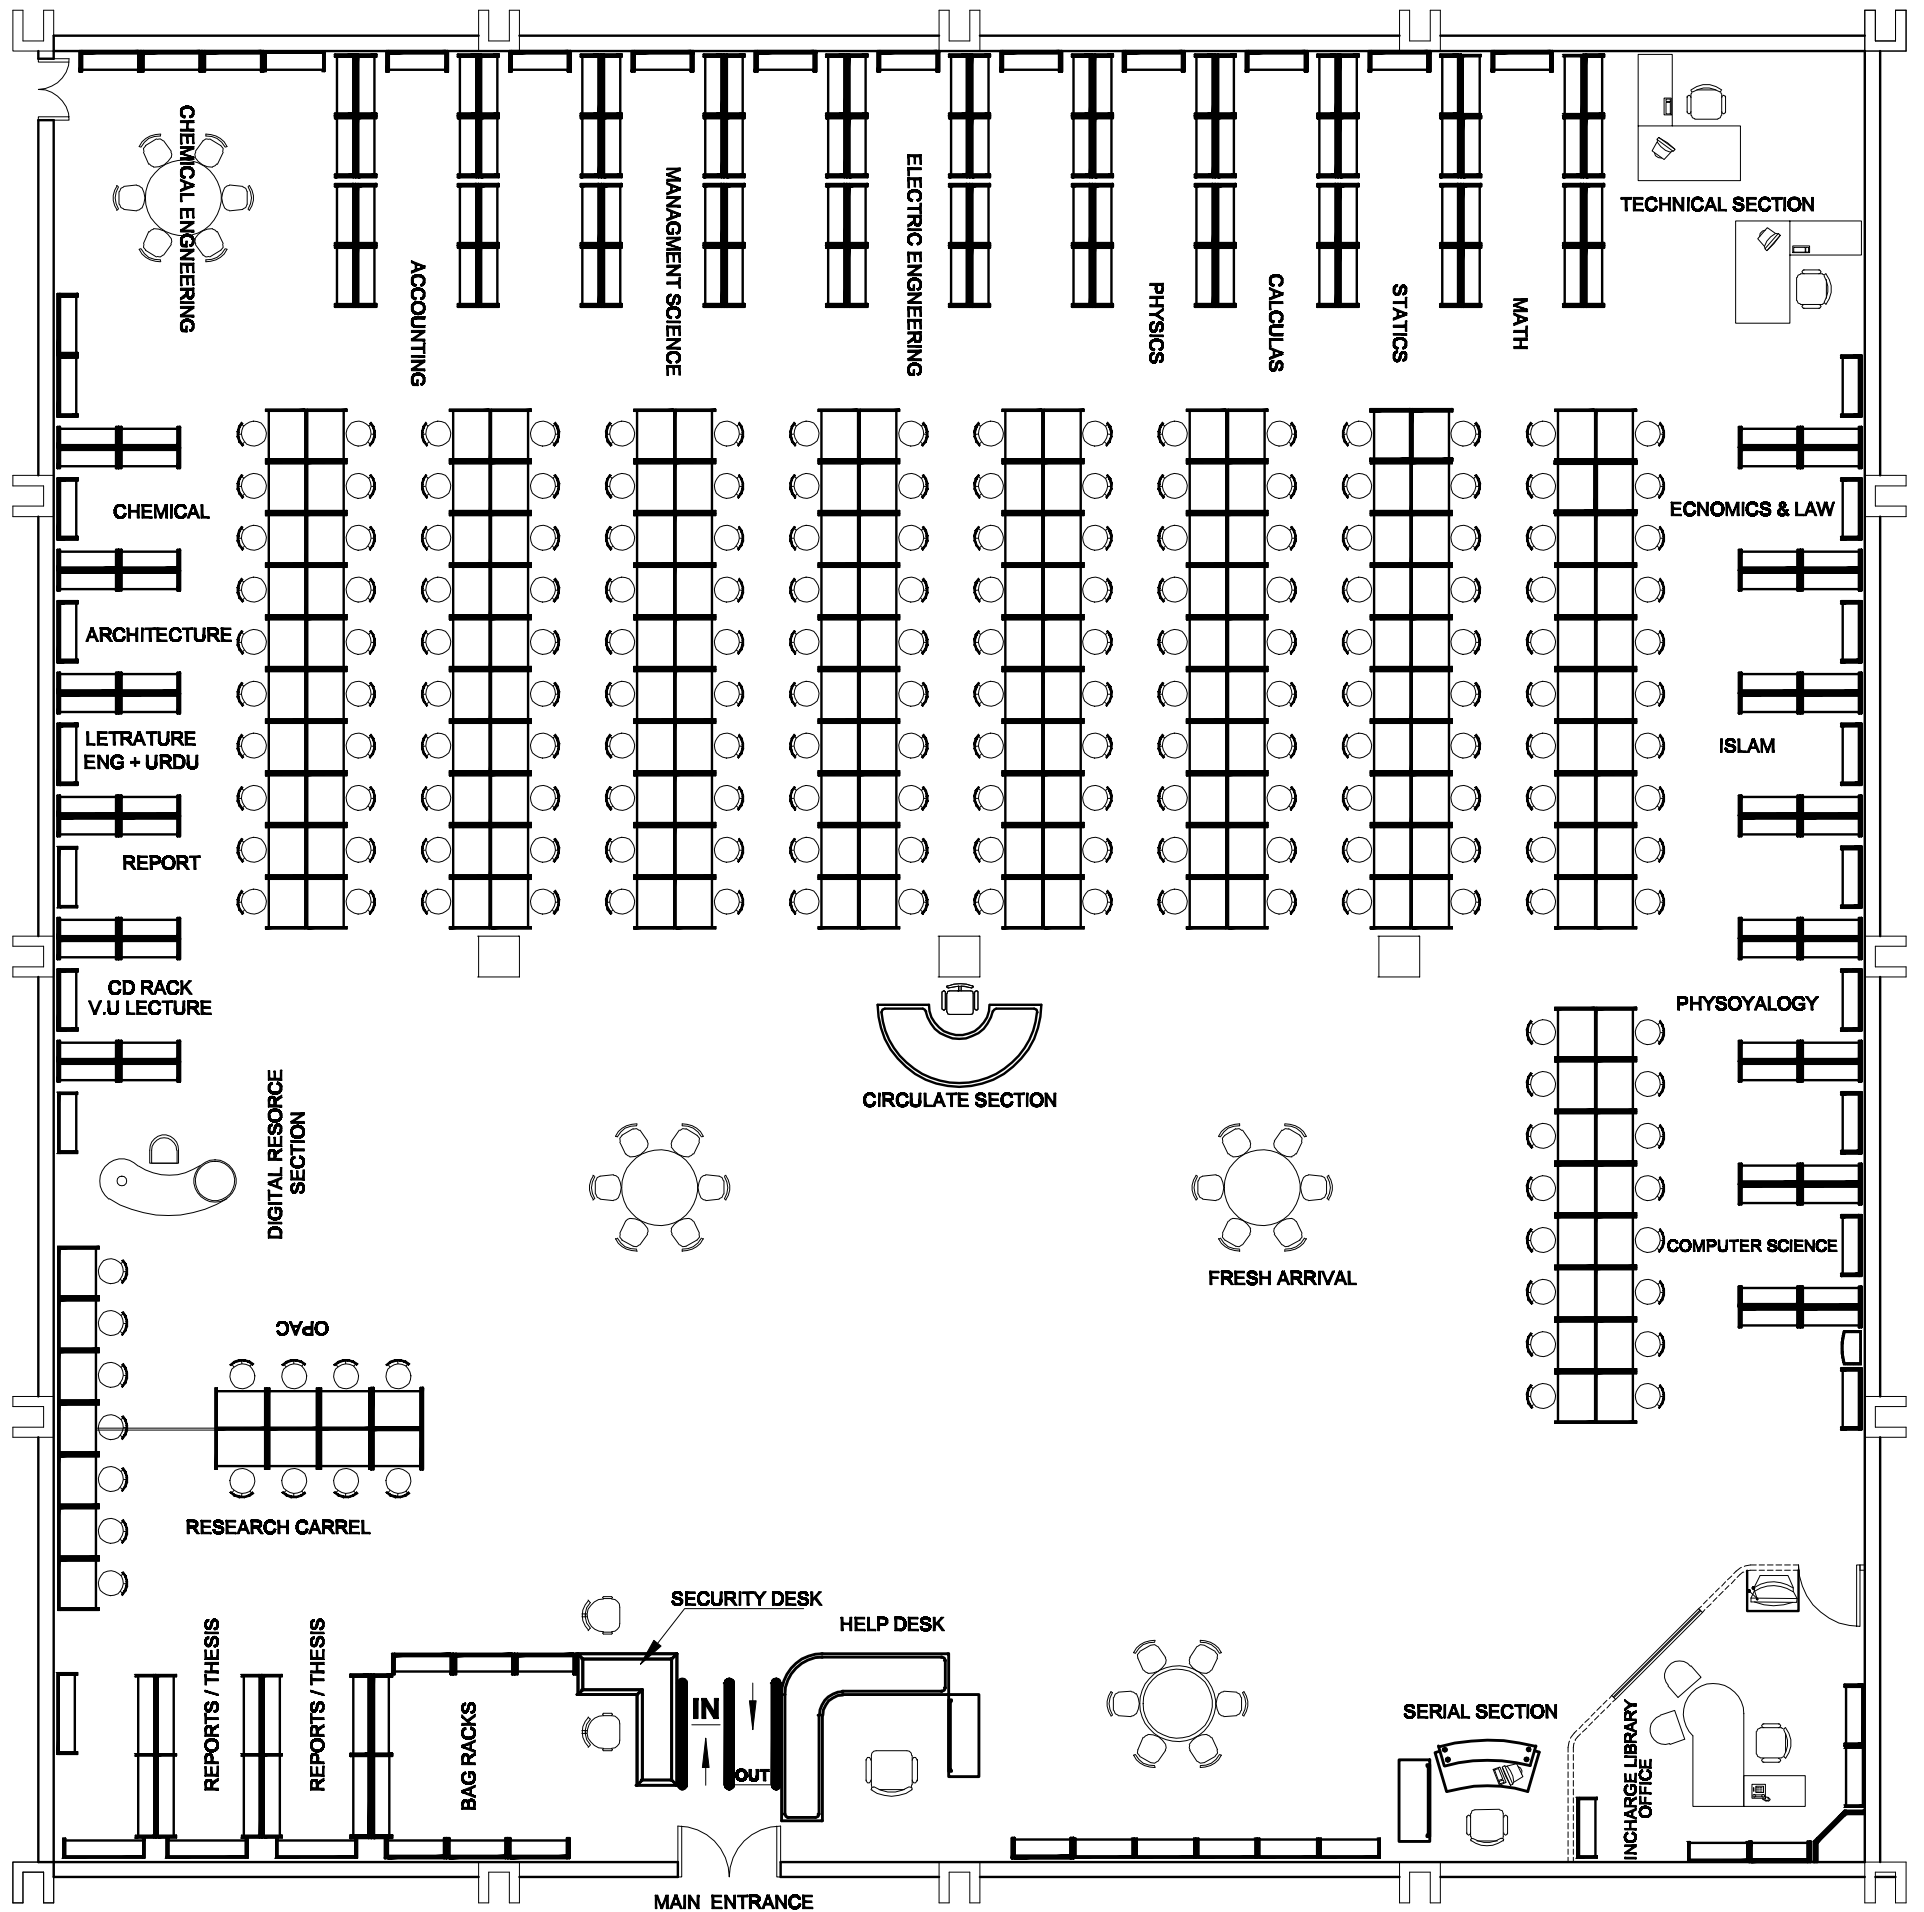 CHEMICAL ENGNEERING
ACCOUNTING
MANAGMENT SCIENCE
ELECTRIC ENGNEERING
PHYSICS
CALCULAS
STATICS
MATH
TECHNICAL SECTION
CHEMICAL
ECNOMICS & LAW
ARCHITECTURE
LETRATURE
ENG + URDU
ISLAM
REPORT
CD RACK
V.U LECTURE
PHYSOYALOGY
CIRCULATE SECTION
DIGITAL RESORCE
SECTION
COMPUTER SCIENCE
FRESH ARRIVAL
OPAC
RESEARCH CARREL
SECURITY DESK
HELP DESK
REPORTS / THESIS
REPORTS / THESIS
BAG RACKS
IN
OUT
SERIAL SECTION
INCHARGE LIBRARY
OFFICE
MAIN ENTRANCE